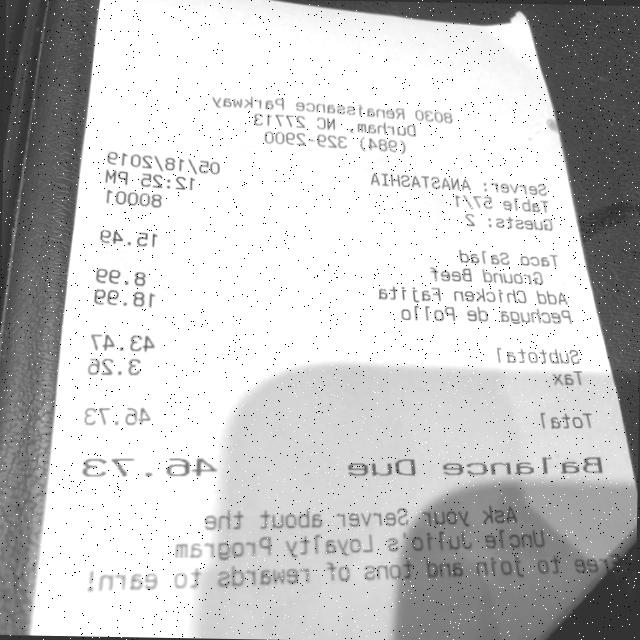 8030 Renaissance Parkway
Durham, NC 27713
(984) 329-2900
Server: ANASTASHIA 05/18/2019
Table 57/1 12:25 PM
Guests: 2 80001
Taco Salad 15.49
Ground Beef
Add Chicken Fajita 8.99
Pechuga de Pollo 18.99
Subtotal 43.47
Tax 3.26
Total 46.73
Balance Due 46.73
Ask your Server about the
Uncle Julio's Loyalty Program
ree to join and tons of rewards to earn!